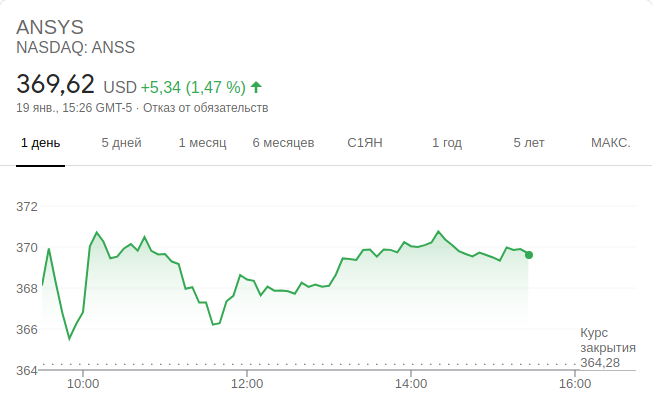 ANSYS
NASDAQ: ANSS
369,62 USD +5,34 (1,47 %)
19 янв., 15:26 GMT-5 · Отказ от обязательств
1 день 5 дней 1 месяц 6 месяцев С1ЯН 1 год 5 лет МАКС.
372
370
368
366
364
Курс
закрытия
364,28
10:00 12:00 14:00 16:00